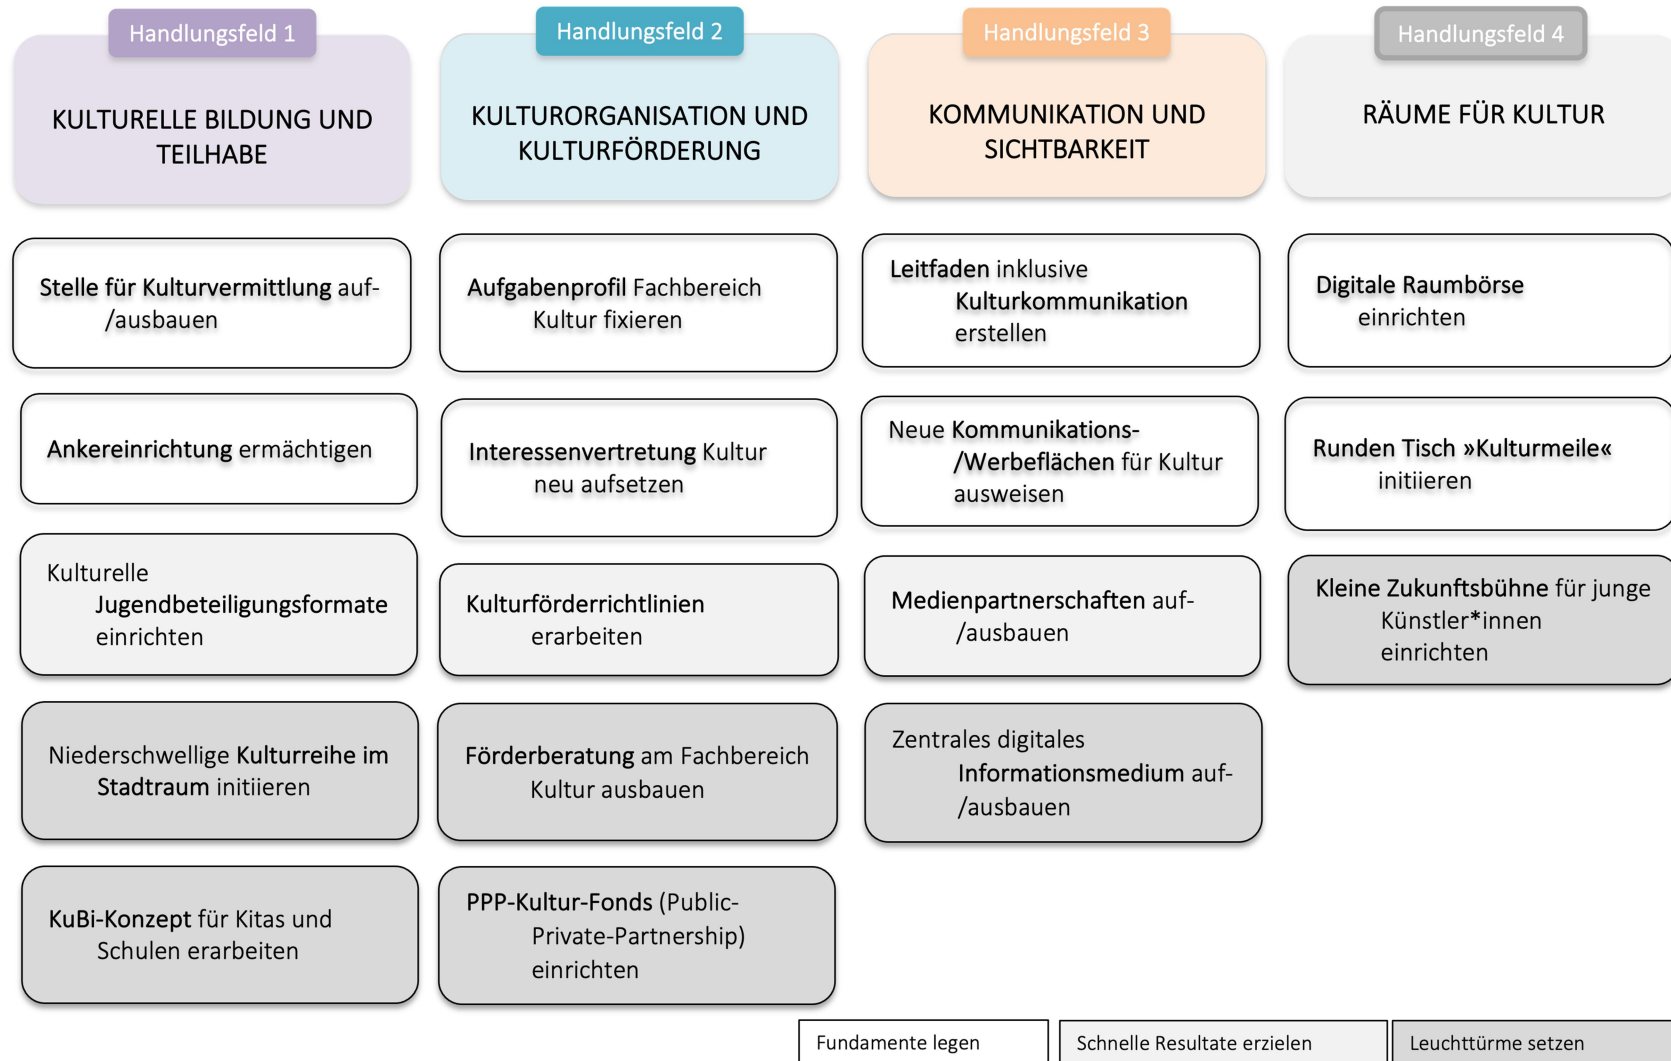 Handlungsfeld 1
KULTURELLE BILDUNG UND
TEILHABE
Stelle für Kulturvermittlung auf-
/ausbauen
Ankereinrichtung ermächtigen
Kulturelle
Jugendbeteiligungsformate
einrichten
Niederschwellige Kulturreihe im
Stadtraum initiieren
KuBi-Konzept für Kitas und
Schulen erarbeiten
Handlungsfeld 2
KULTURORGANISATION UND
KULTURFÖRDERUNG
Aufgabenprofil Fachbereich
Kultur fixieren
Interessenvertretung Kultur
neu aufsetzen
Kulturförderrichtlinien
erarbeiten
Förderberatung am Fachbereich
Kultur ausbauen
PPP-Kultur-Fonds (Public-
Private-Partnership)
einrichten
Handlungsfeld 3
KOMMUNIKATION UND
SICHTBARKEIT
Leitfaden inklusive
Kulturkommunikation
erstellen
Neue Kommunikations-
/Werbeflächen für Kultur
ausweisen
Medienpartnerschaften auf-
/ausbauen
Zentrales digitales
Informationsmedium auf-
/ausbauen
Handlungsfeld 4
RÄUME FÜR KULTUR
Digitale Raumbörse
einrichten
Runden Tisch »Kulturmeile«
initiieren
Kleine Zukunftsbühne für junge
Künstler*innen
einrichten
Fundamente legen
Schnelle Resultate erzielen
Leuchttürme setzen